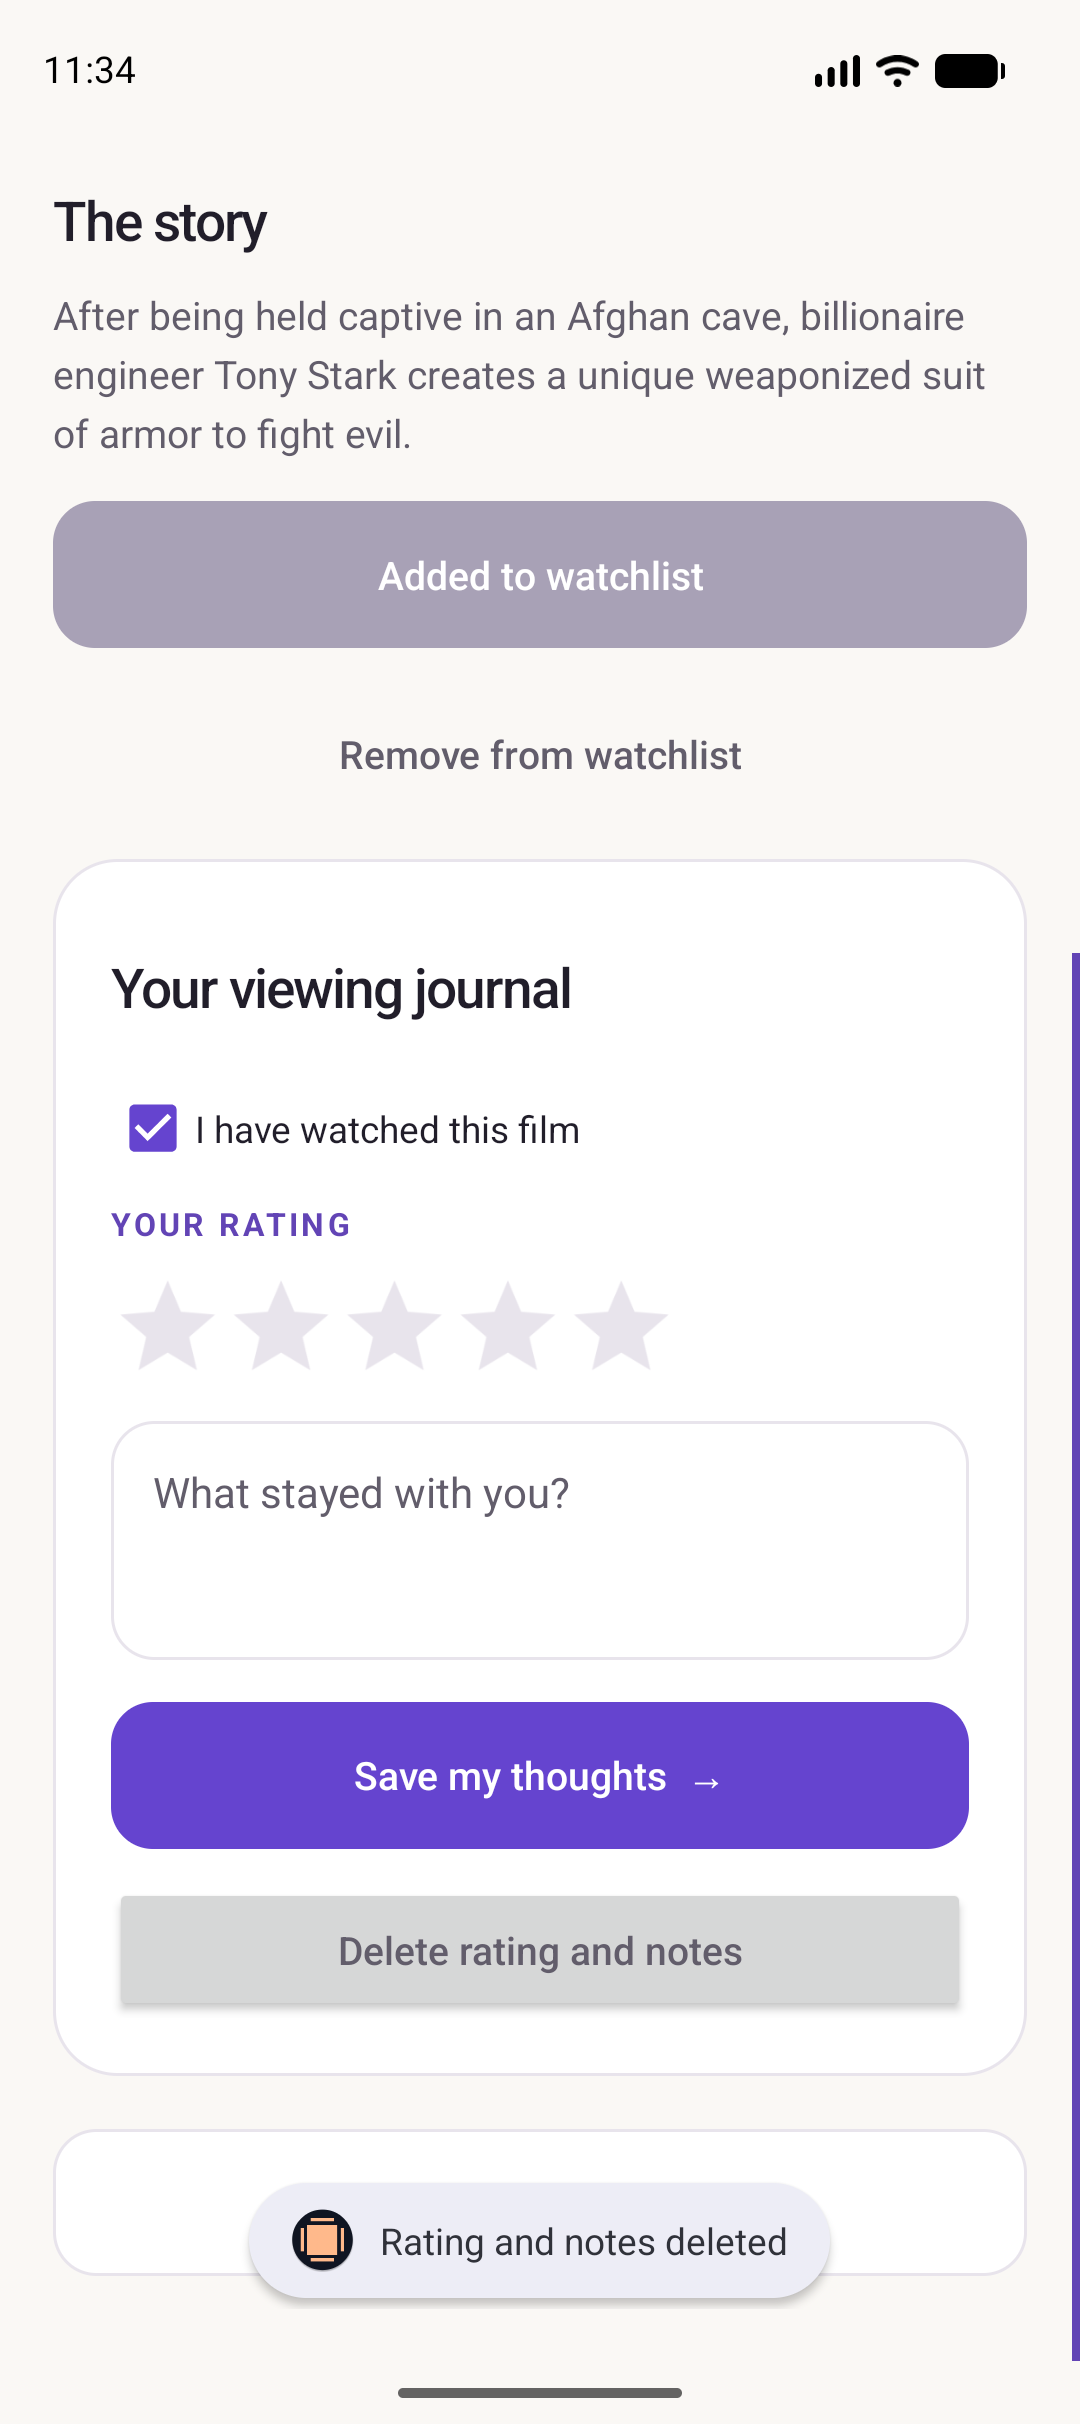 11:34
The story
After being held captive in an Afghan cave, billionaire
engineer Tony Stark creates a unique weaponized suit
of armor to fight evil.
Added to watchlist
Remove from watchlist
Your viewing journal
I have watched this film
YOUR RATING
What stayed with you?
Save my thoughts →
Delete rating and notes
Rating and notes deleted